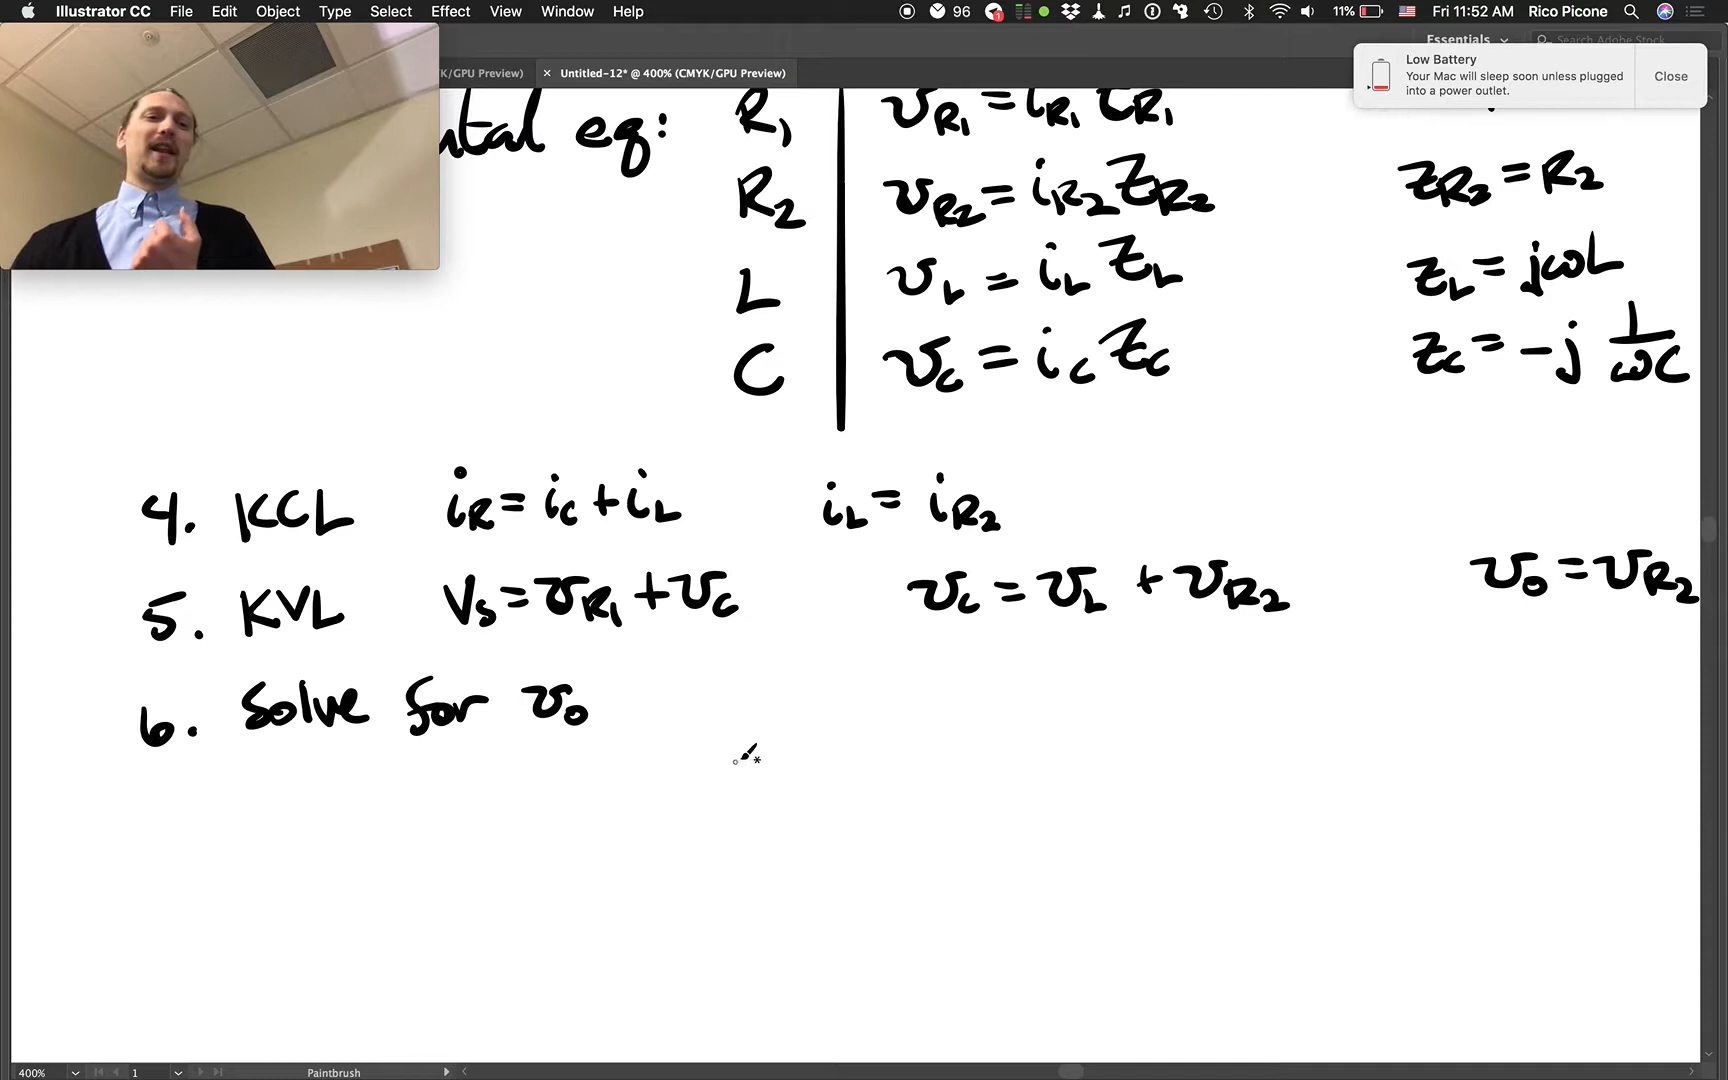 Illustrator CC File Edit Object Type Select Effect View Window Help 96 1 11% Fri 11:52 AM Rico Picone
Essentials
Search Adobe Stock
K/GPU Preview) × Untitled-12* @ 400% (CMYK/GPU Preview)
Low Battery
Your Mac will sleep soon unless plugged
into a power outlet.
Close
ntal eq: R₁ v_R₁ = i_R₁ Z_R₁
R₂ v_R₂ = i_R₂ Z_R₂ Z_R₂ = R₂
L v_L = i_L Z_L Z_L = jωL
C v_C = i_C Z_C Z_C = -j 1/ωC
4. KCL i_R = i_C + i_L i_L = i_R₂
5. KVL V_S = v_R₁ + v_C v_C = v_L + v_R₂ v_o = v_R₂
6. Solve for v_o
400% 1 Paintbrush